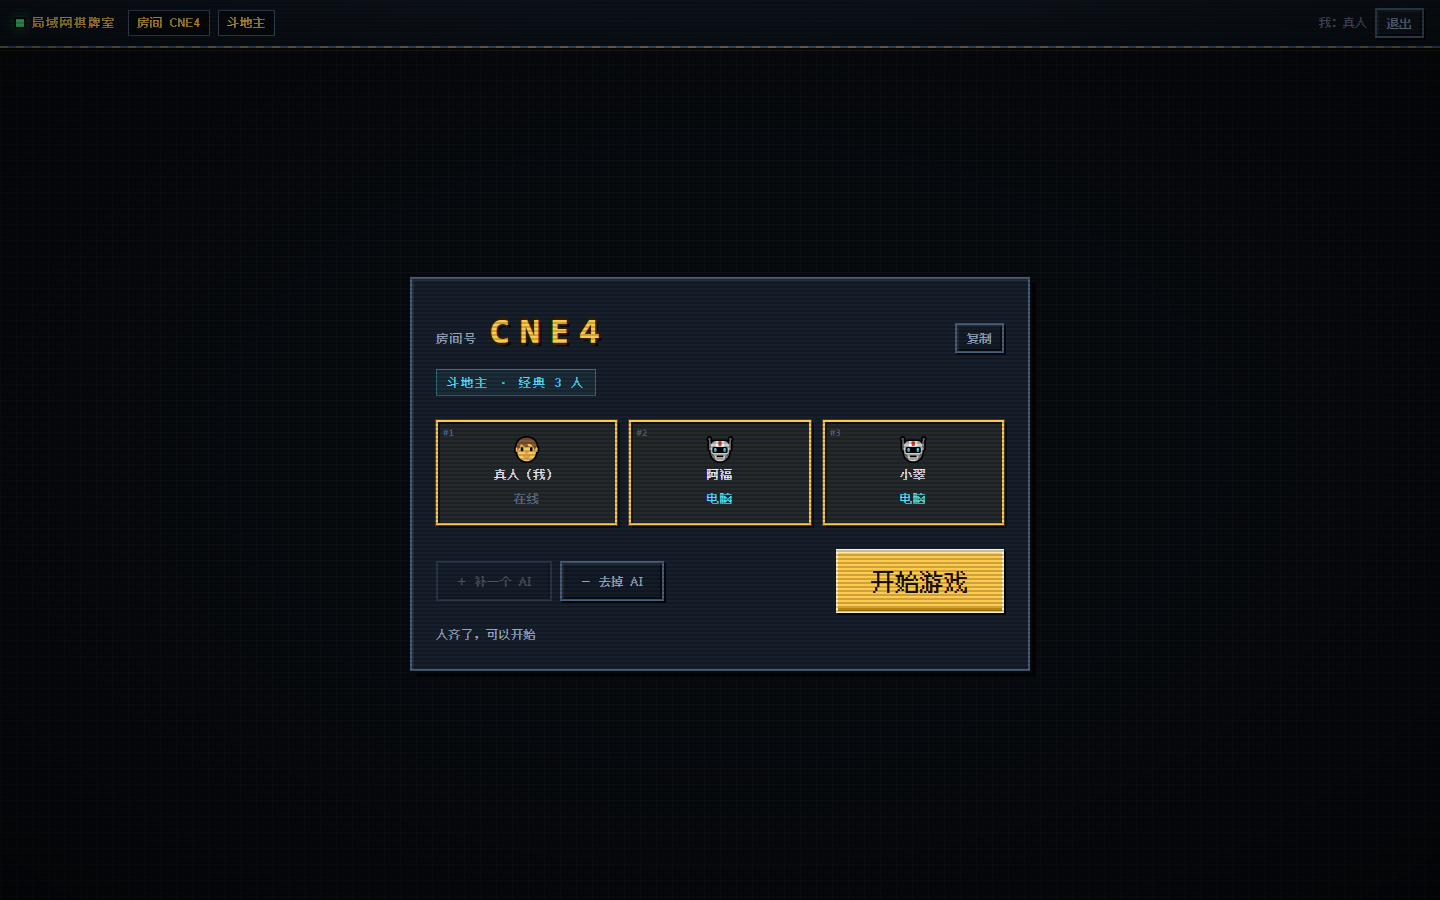 局域网棋牌室 房间 CNE4 斗地主 我: 真人 退出
房间号 CNE4 复制
斗地主 · 经典 3 人
#1 #2 #3
真人（我） 阿福 小翠
在线 电脑 电脑
+ 补一个 AI − 去掉 AI 开始游戏
人齐了，可以开始